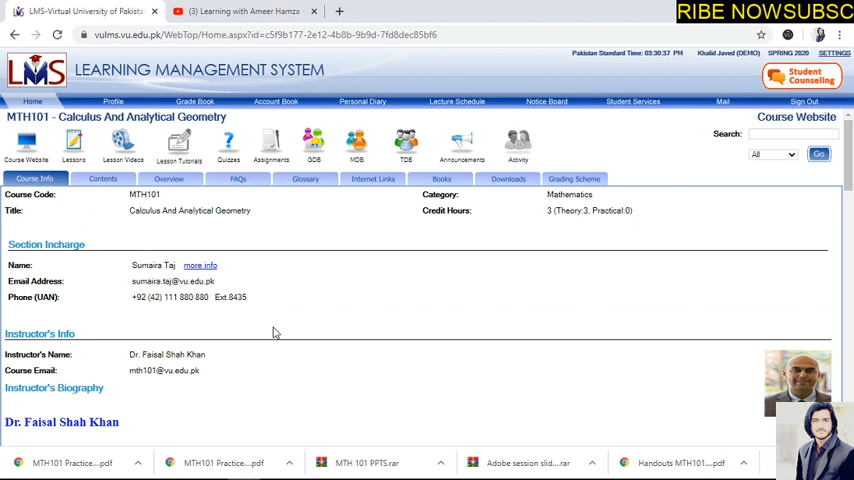 LMS-Virtual University of Pakista
(3) Learning with Ameer Hamza
RIBE NOWSUBSC
vulms.vu.edu.pk/WebTop/Home.aspx?id=c5f9b177-2e12-4b8b-9b9d-7fd8dec85bf6
Pakistan Standard Time: 03:30:37 PM Khalid Javed (DEMO) SPRING 2020 SETTINGS
LMS LEARNING MANAGEMENT SYSTEM
Student Counseling
Home Profile Grade Book Account Book Personal Diary Lecture Schedule Notice Board Student Services Mail Sign Out
MTH101 - Calculus And Analytical Geometry Course Website
Search:
Course Website Lessons Lesson Videos Lesson Tutorials Quizzes Assignments GDB MDB TDB Announcements Activity
All Go
Course Info Contents Overview FAQs Glossary Internet Links Books Downloads Grading Scheme
Course Code: MTH101 Category: Mathematics
Title: Calculus And Analytical Geometry Credit Hours: 3 (Theory:3, Practical:0)
Section Incharge
Name: Sumaira Taj more info
Email Address: sumaira.taj@vu.edu.pk
Phone (UAN): +92 (42) 111 880 880 Ext.8435
Instructor's Info
Instructor's Name: Dr. Faisal Shah Khan
Course Email: mth101@vu.edu.pk
Instructor's Biography
Dr. Faisal Shah Khan
MTH101 Practice....pdf MTH101 Practice....pdf MTH 101 PPTS.rar Adobe session slid....rar Handouts MTH101....pdf